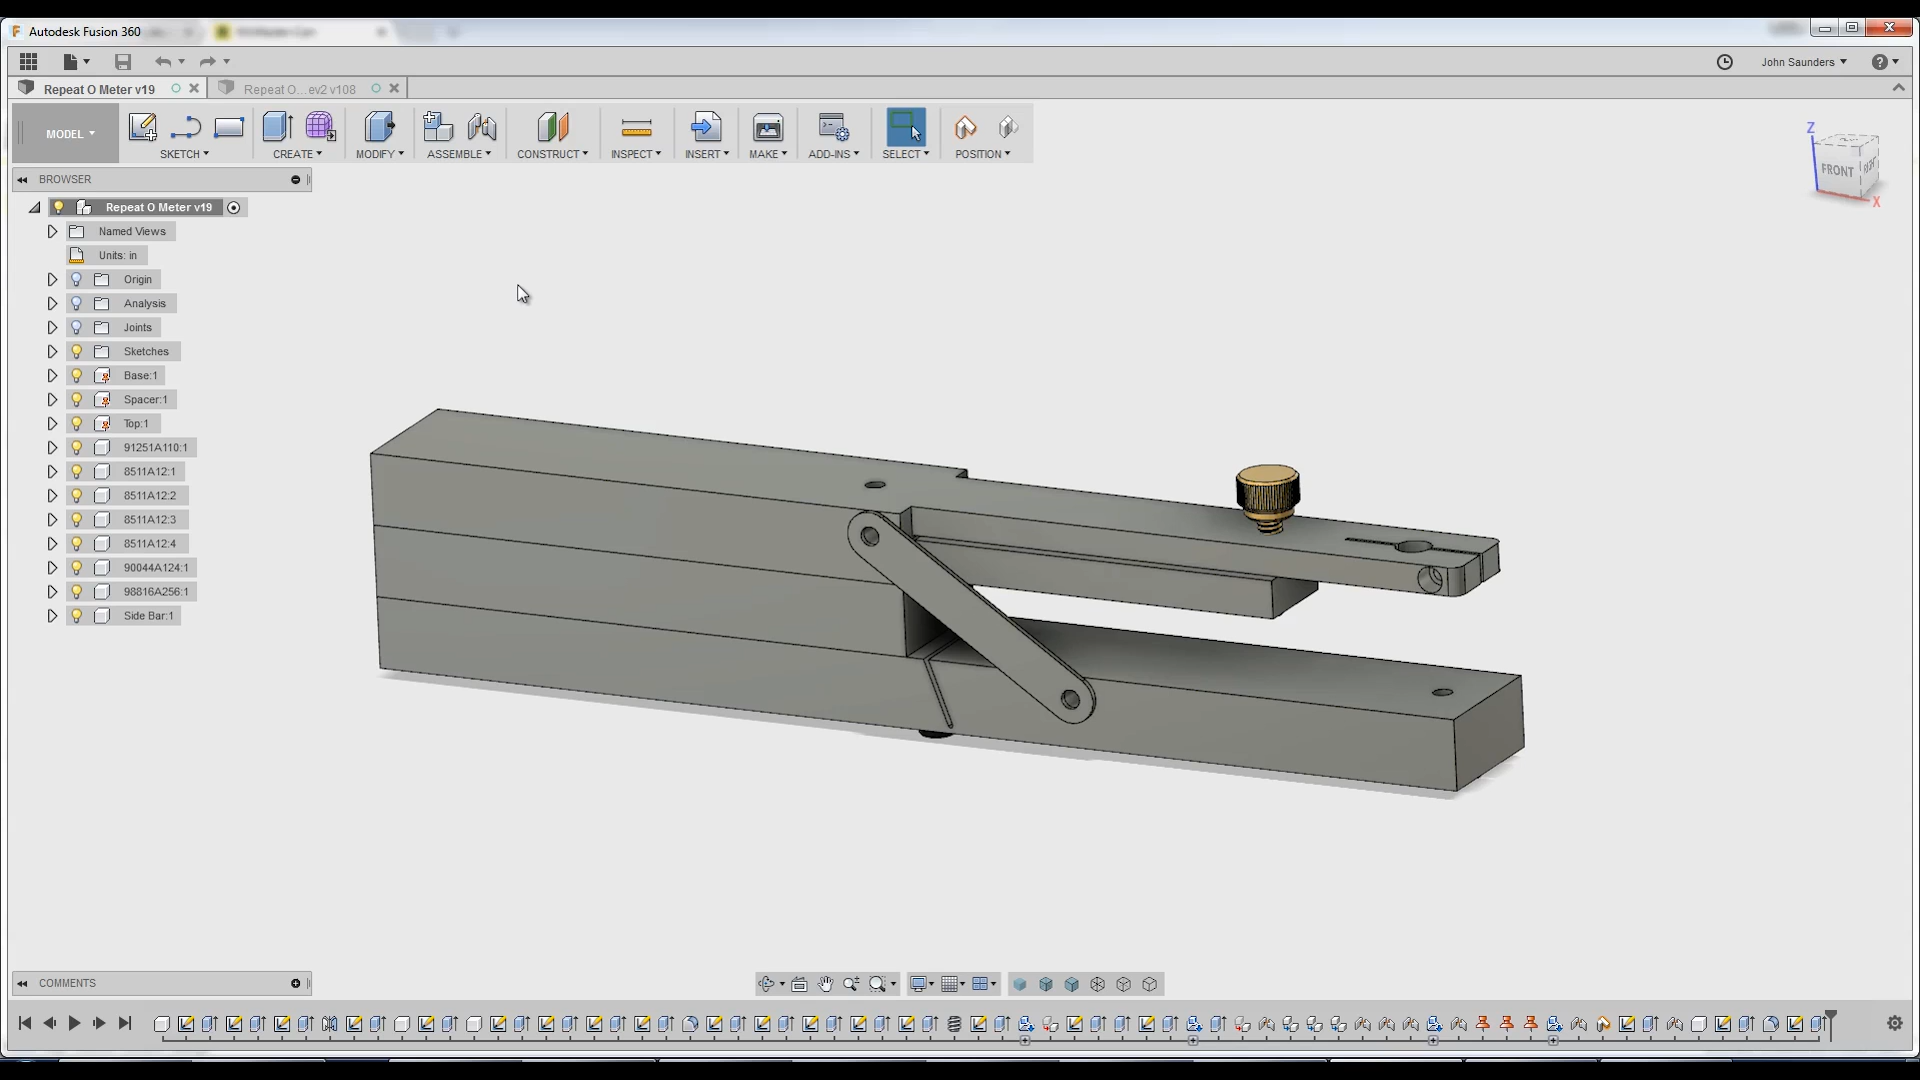 Autodesk Fusion 360
John Saunders
Repeat O Meter v19
Repeat O...ev2 v108
MODEL
SKETCH
CREATE
MODIFY
ASSEMBLE
CONSTRUCT
INSPECT
INSERT
MAKE
ADD-INS
SELECT
POSITION
Z
FRONT
RIGHT
X
BROWSER
Repeat O Meter v19
Named Views
Units: in
Origin
Analysis
Joints
Sketches
Base:1
Spacer:1
Top:1
91251A110:1
8511A12:1
8511A12:2
8511A12:3
8511A12:4
90044A124:1
98816A256:1
Side Bar:1
COMMENTS